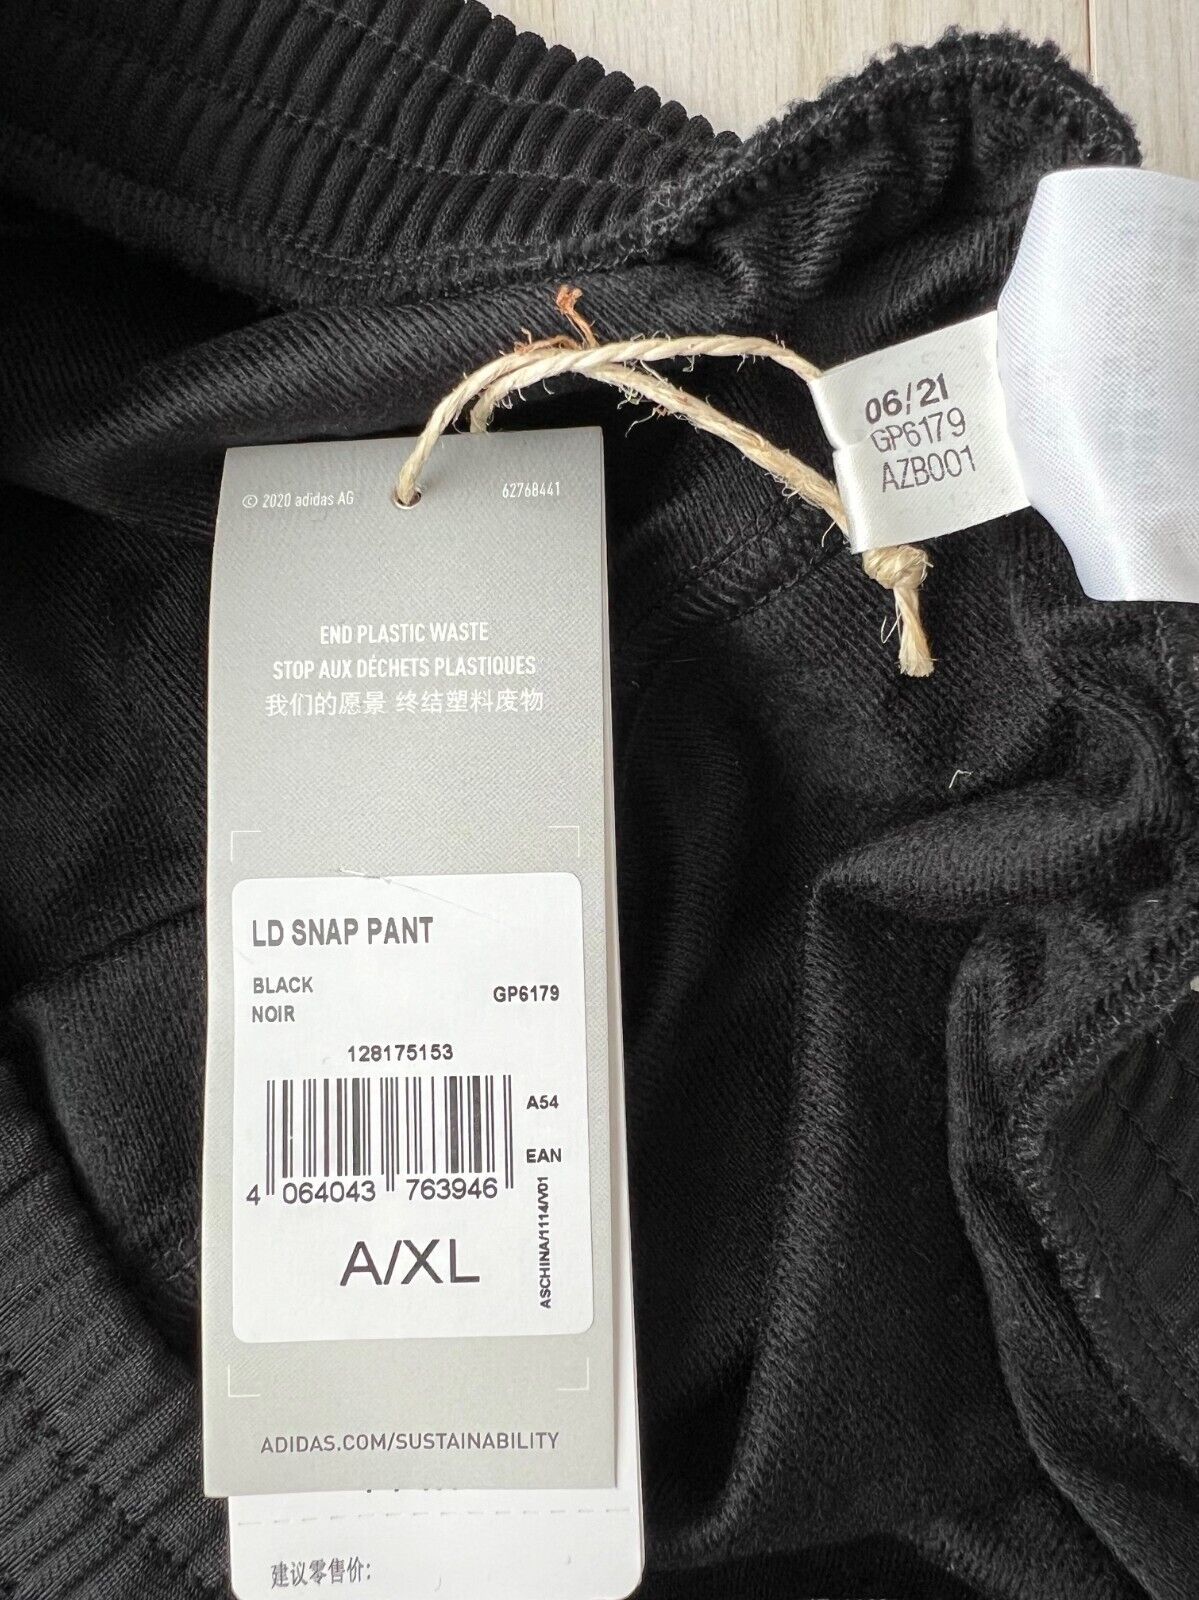 06/21
GP6179
AZB001
© 2020 adidas AG
62768441
END PLASTIC WASTE
STOP AUX DÉCHETS PLASTIQUES
我们的愿景 终结塑料废物
LD SNAP PANT
BLACK
NOIR
GP6179
128175153
A54
EAN
4 064043 763946
ASCHINA/1114/V01
A/XL
ADIDAS.COM/SUSTAINABILITY
建议零售价: